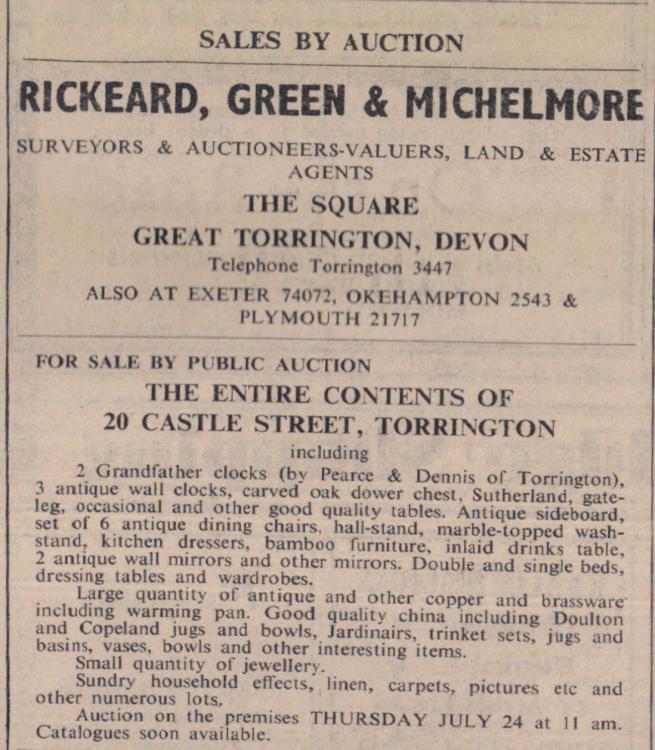 SALES BY AUCTION
RICKEARD, GREEN & MICHELMORE
SURVEYORS & AUCTIONEERS-VALUERS, LAND & ESTATE
AGENTS
THE SQUARE
GREAT TORRINGTON, DEVON
Telephone Torrington 3447
ALSO AT EXETER 74072, OKEHAMPTON 2543 &
PLYMOUTH 21717
FOR SALE BY PUBLIC AUCTION
THE ENTIRE CONTENTS OF
20 CASTLE STREET, TORRINGTON
including
2 Grandfather clocks (by Pearce & Dennis of Torrington),
3 antique wall clocks, carved oak dower chest, Sutherland, gate-
leg, occasional and other good quality tables. Antique sideboard,
set of 6 antique dining chairs, hall-stand, marble-topped wash-
stand, kitchen dressers, bamboo furniture, inlaid drinks table,
2 antique wall mirrors and other mirrors. Double and single beds,
dressing tables and wardrobes.
Large quantity of antique and other copper and brassware
including warming pan. Good quality china including Doulton
and Copeland jugs and bowls, Jardinairs, trinket sets, jugs and
basins, vases, bowls and other interesting items.
Small quantity of jewellery.
Sundry household effects, linen, carpets, pictures etc and
other numerous lots.
Auction on the premises THURSDAY JULY 24 at 11 am.
Catalogues soon available.